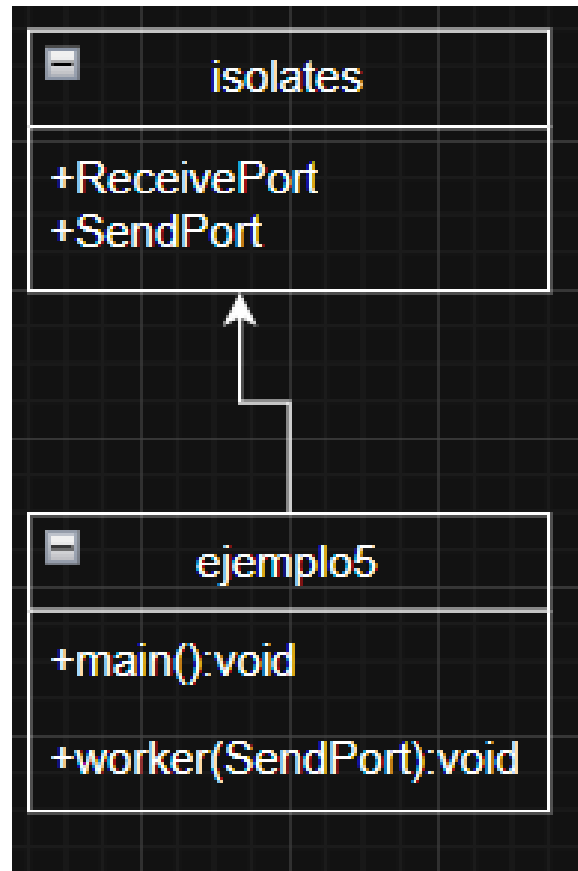 isolates
+ReceivePort
+SendPort
ejemplo5
+main():void
+worker(SendPort):void